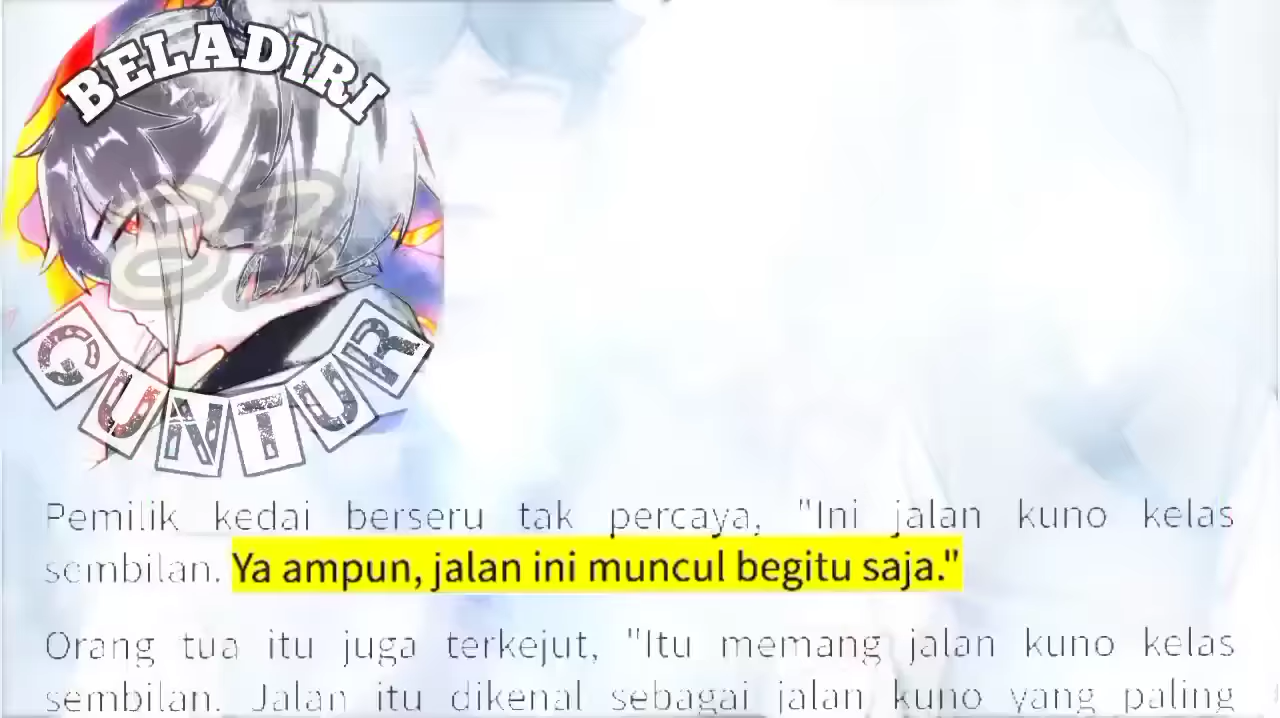 BELADIRI
GUNTUR
Pemilik kedai berseru tak percaya, "Ini jalan kuno kelas
sembilan. Ya ampun, jalan ini muncul begitu saja."
Orang tua itu juga terkejut, "Itu memang jalan kuno kelas
sembilan. Jalan itu dikenal sebagai jalan kuno yang paling